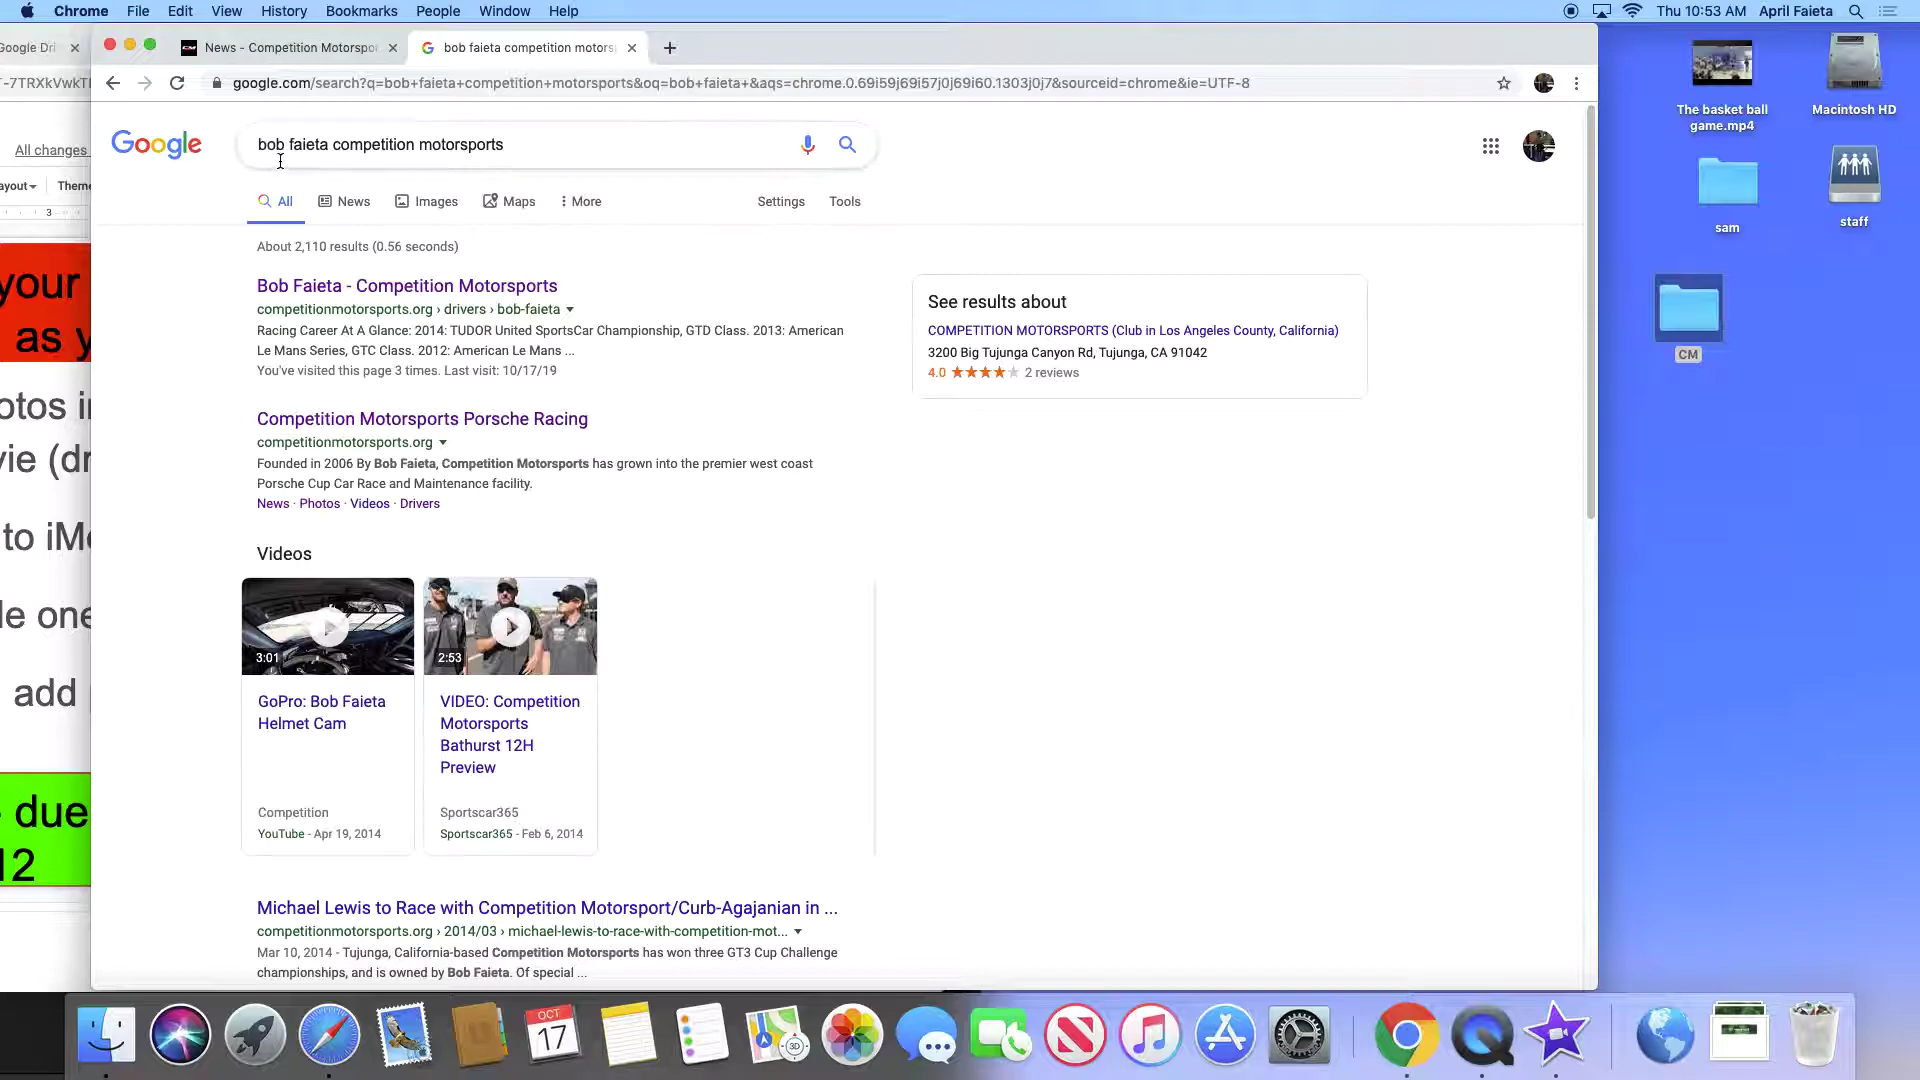 Chrome File Edit View History Bookmarks People Window Help
Thu 10:53 AM April Faieta
Google Dri
News - Competition Motorspor
bob faieta competition motors
-7TRXkVwkT
google.com/search?q=bob+faieta+competition+motorsports&oq=bob+faieta+&aqs=chrome.0.69i59j69i57j0j69i60.1303j0j7&sourceid=chrome&ie=UTF-8
All changes
ayout
Theme
3
your
as y
otos i
vie (dr
to iMo
le one
add
due
12
Google
bob faieta competition motorsports
All News Images Maps More Settings Tools
About 2,110 results (0.56 seconds)
Bob Faieta - Competition Motorsports
competitionmotorsports.org › drivers › bob-faieta
Racing Career At A Glance: 2014: TUDOR United SportsCar Championship, GTD Class. 2013: American
Le Mans Series, GTC Class. 2012: American Le Mans ...
You've visited this page 3 times. Last visit: 10/17/19
Competition Motorsports Porsche Racing
competitionmotorsports.org
Founded in 2006 By Bob Faieta, Competition Motorsports has grown into the premier west coast
Porsche Cup Car Race and Maintenance facility.
News · Photos · Videos · Drivers
Videos
3:01
GoPro: Bob Faieta
Helmet Cam
Competition
YouTube - Apr 19, 2014
2:53
VIDEO: Competition
Motorsports
Bathurst 12H
Preview
Sportscar365
Sportscar365 - Feb 6, 2014
Michael Lewis to Race with Competition Motorsport/Curb-Agajanian in ...
competitionmotorsports.org › 2014/03 › michael-lewis-to-race-with-competition-mot...
Mar 10, 2014 - Tujunga, California-based Competition Motorsports has won three GT3 Cup Challenge
championships, and is owned by Bob Faieta. Of special ...
See results about
COMPETITION MOTORSPORTS (Club in Los Angeles County, California)
3200 Big Tujunga Canyon Rd, Tujunga, CA 91042
4.0 2 reviews
The basket ball
game.mp4
Macintosh HD
sam
staff
CM
OCT
17
3D